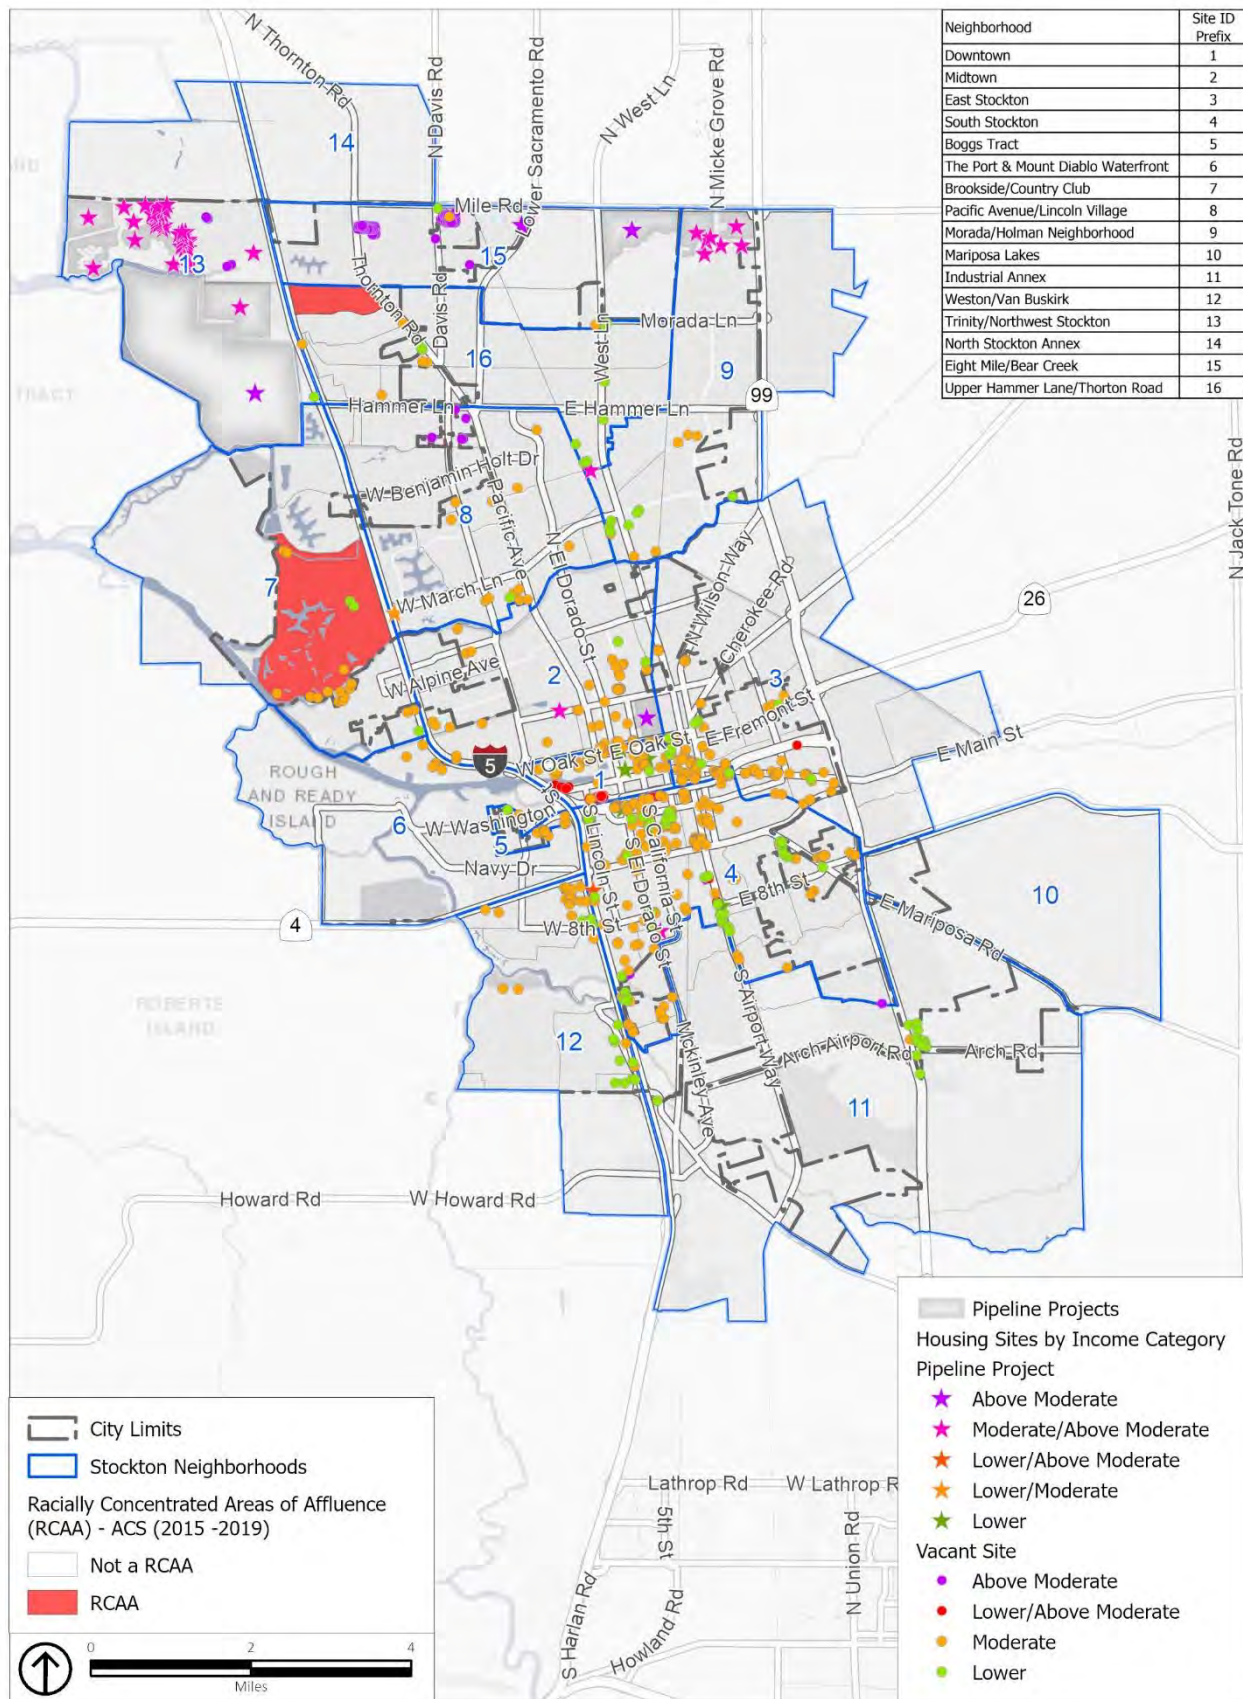 Neighborhood Site ID Prefix
Downtown 1
Midtown 2
East Stockton 3
South Stockton 4
Boggs Tract 5
The Port & Mount Diablo Waterfront 6
Brookside/Country Club 7
Pacific Avenue/Lincoln Village 8
Morada/Holman Neighborhood 9
Mariposa Lakes 10
Industrial Annex 11
Weston/Van Buskirk 12
Trinity/Northwest Stockton 13
North Stockton Annex 14
Eight Mile/Bear Creek 15
Upper Hammer Lane/Thorton Road 16
N Thornton Rd
N Davis Rd
Lower Sacramento Rd
N West Ln
N Micke Grove Rd
14
Mile Rd
13
15
Thornton Rd
Davis Rd
Morada Ln
16
West Ln
9
TRACT
Hammer Ln
E Hammer Ln
99
W Benjamin Holt Dr
8
Pacific Ave
N El Dorado St
N Jack Tone Rd
7
W March Ln
N Wilson Way
Cherokee Rd
26
2
W Alpine Ave
3
E Fremont St
W Oak St
E Oak St
E Main St
5
1
ROUGH
AND READY
ISLAND
6
W Washington St
5
S Lincoln St
S El Dorado St
S California St
Navy Dr
4
E 8th St
10
4
W 8th St
E Mariposa Rd
ROBERTS
ISLAND
12
S Airport Way
Mckinley Ave
Arch Airport Rd
Arch Rd
11
Howard Rd
W Howard Rd
Lathrop Rd
W Lathrop R
5th St
N Union Rd
S Harlan Rd
Howland Rd
City Limits
Stockton Neighborhoods
Racially Concentrated Areas of Affluence
(RCAA) - ACS (2015 -2019)
Not a RCAA
RCAA
0 2 4
Miles
Pipeline Projects
Housing Sites by Income Category
Pipeline Project
Above Moderate
Moderate/Above Moderate
Lower/Above Moderate
Lower/Moderate
Lower
Vacant Site
Above Moderate
Lower/Above Moderate
Moderate
Lower